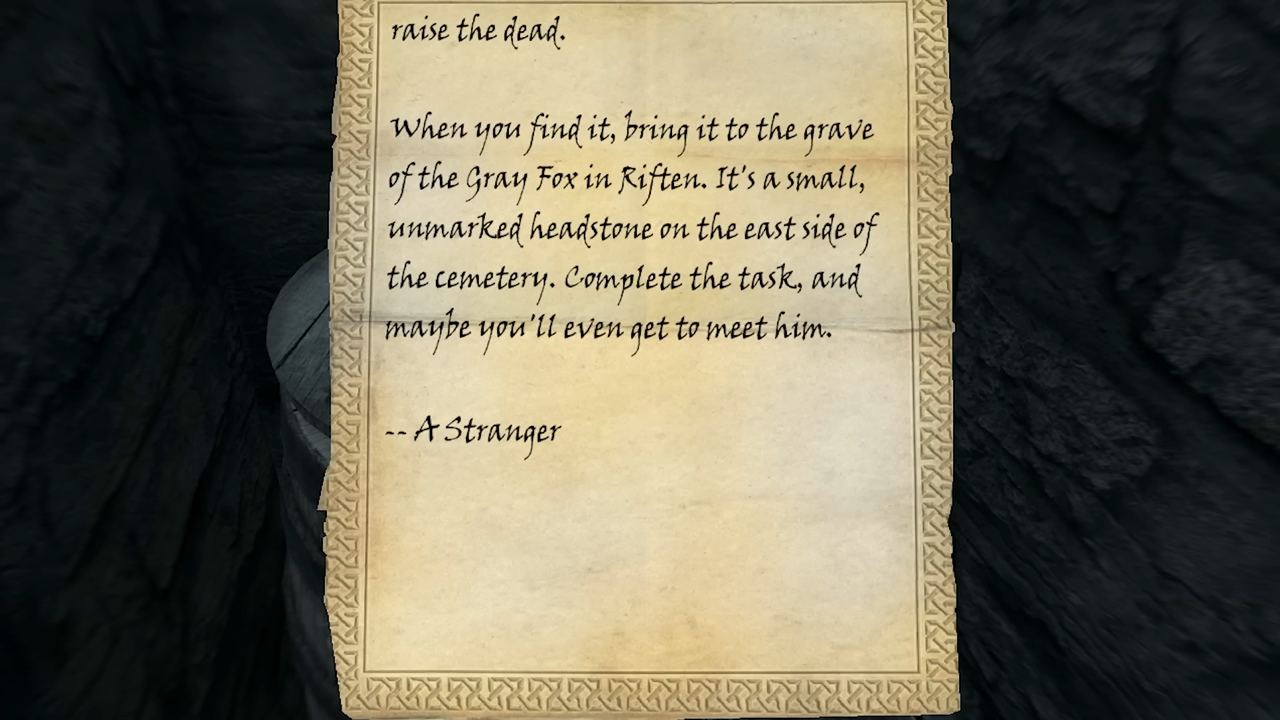 raise the dead.
When you find it, bring it to the grave
of the Gray Fox in Riften. It's a small,
unmarked headstone on the east side of
the cemetery. Complete the task, and
maybe you'll even get to meet him.
-- A Stranger